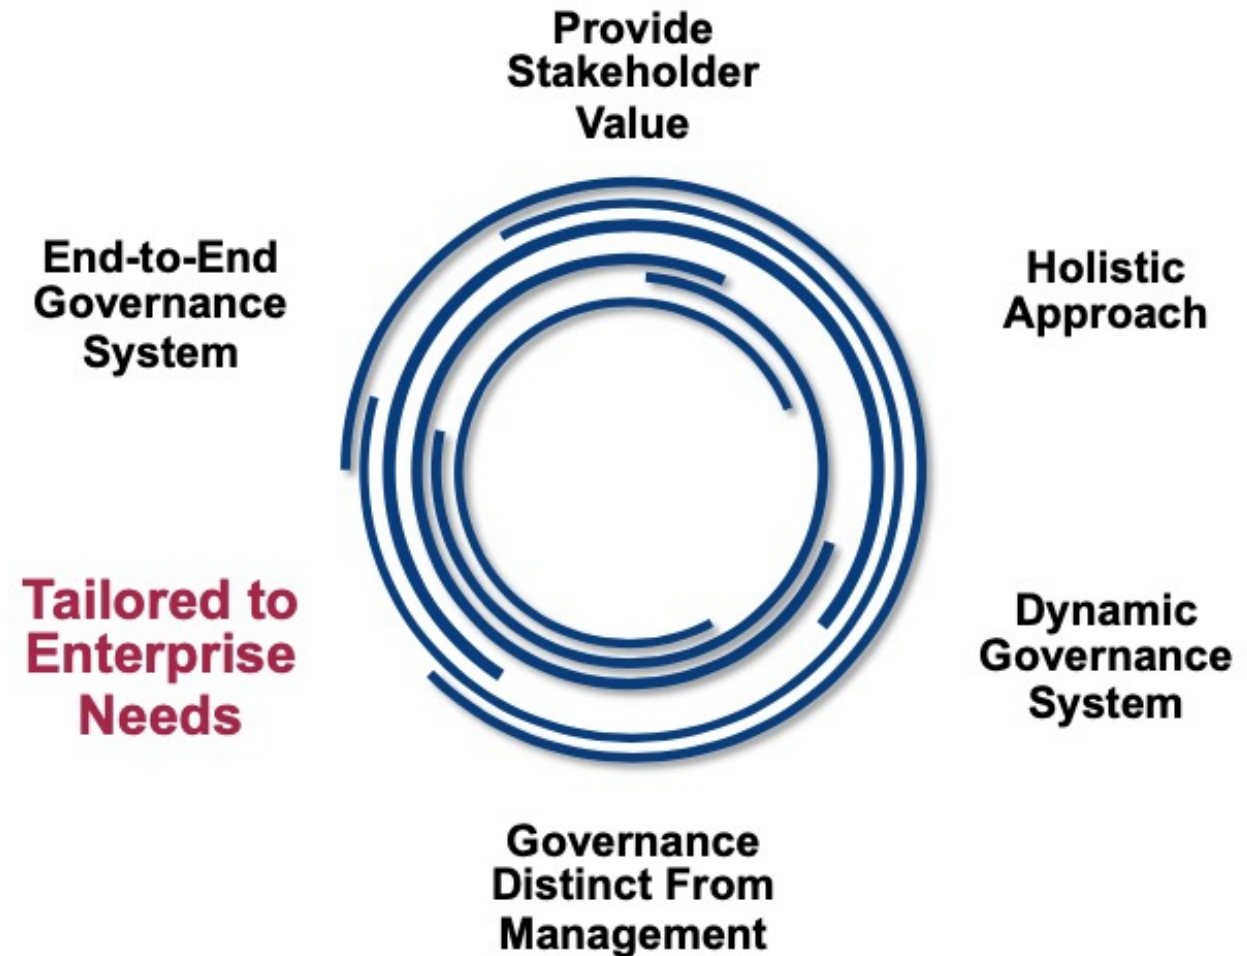 Provide
Stakeholder
Value
Holistic
Approach
Dynamic
Governance
System
Governance
Distinct From
Management
Tailored to
Enterprise
Needs
End-to-End
Governance
System